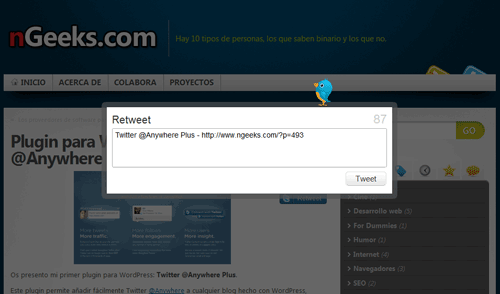 nGeeks.com
Hay 10 tipos de personas, los que saben binario y los que no.
INICIO ACERCA DE COLABORA PROYECTOS
Retweet 87
Twitter @Anywhere Plus - http://www.ngeeks.com/?p=493
Tweet
GO
Plugin para W
@Anywhere
Desarrollo web (5)
For Dummies (1)
Humor (1)
Internet (4)
Navegadores (3)
SEO (2)
Os presento mi primer plugin para WordPress: Twitter @Anywhere Plus.
Este plugin permite añadir fácilmente Twitter @Anywhere a cualquier blog hecho con WordPress,